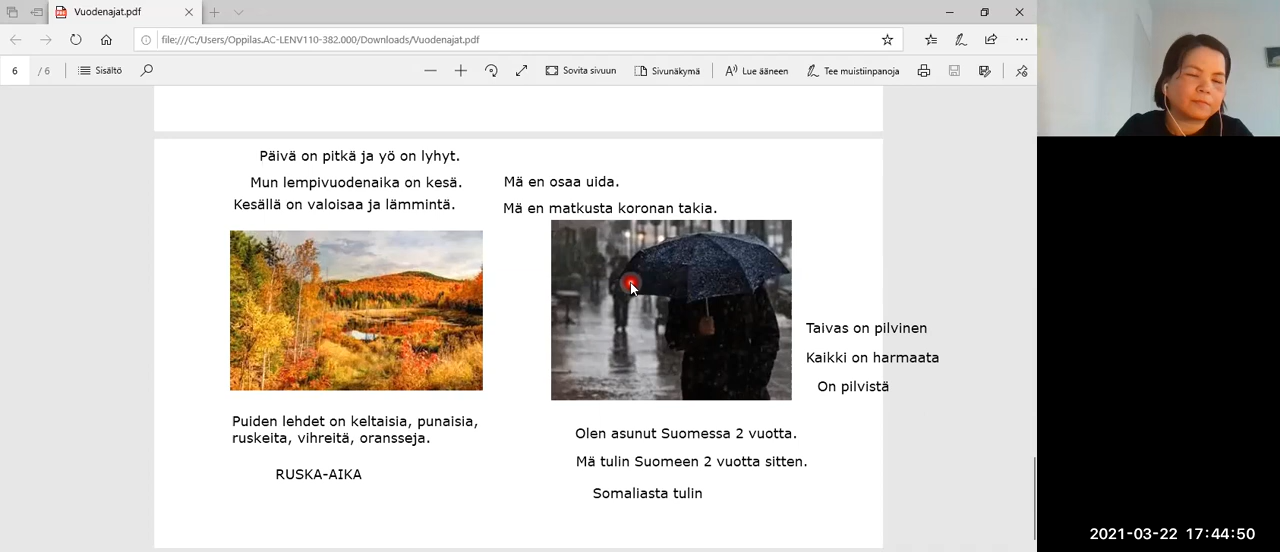 Vuodenajat.pdf
file:///C:/Users/Oppilas.AC-LENV110-382.000/Downloads/Vuodenajat.pdf
6 / 6 Sisältö Sovita sivuun Sivunäkymä Lue ääneen Tee muistiinpanoja
Päivä on pitkä ja yö on lyhyt.
Mun lempivuodenaika on kesä.
Kesällä on valoisaa ja lämmintä.
Mä en osaa uida.
Mä en matkusta koronan takia.
Taivas on pilvinen
Kaikki on harmaata
On pilvistä
Puiden lehdet on keltaisia, punaisia,
ruskeita, vihreitä, oransseja.
RUSKA-AIKA
Olen asunut Suomessa 2 vuotta.
Mä tulin Suomeen 2 vuotta sitten.
Somaliasta tulin
2021-03-22 17:44:50